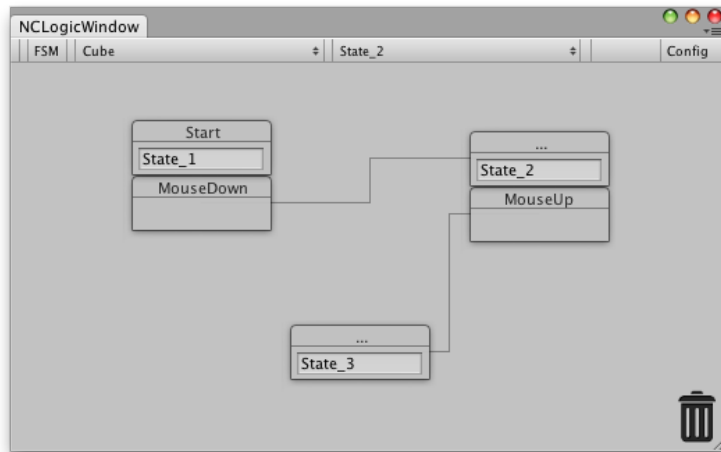 NCLogicWindow
FSM Cube State_2 Config
Start
State_1
MouseDown
...
State_2
MouseUp
...
State_3